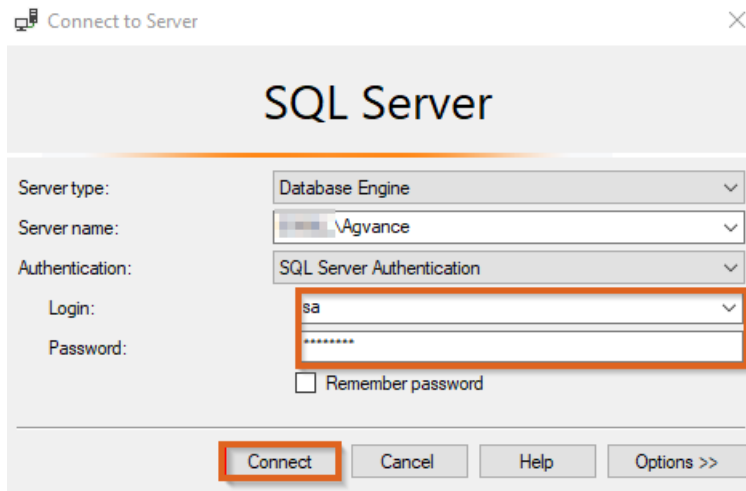 Connect to Server
SQL Server
Server type: Database Engine
Server name: \Agvance
Authentication: SQL Server Authentication
Login: sa
Password: ********
Remember password
Connect Cancel Help Options >>